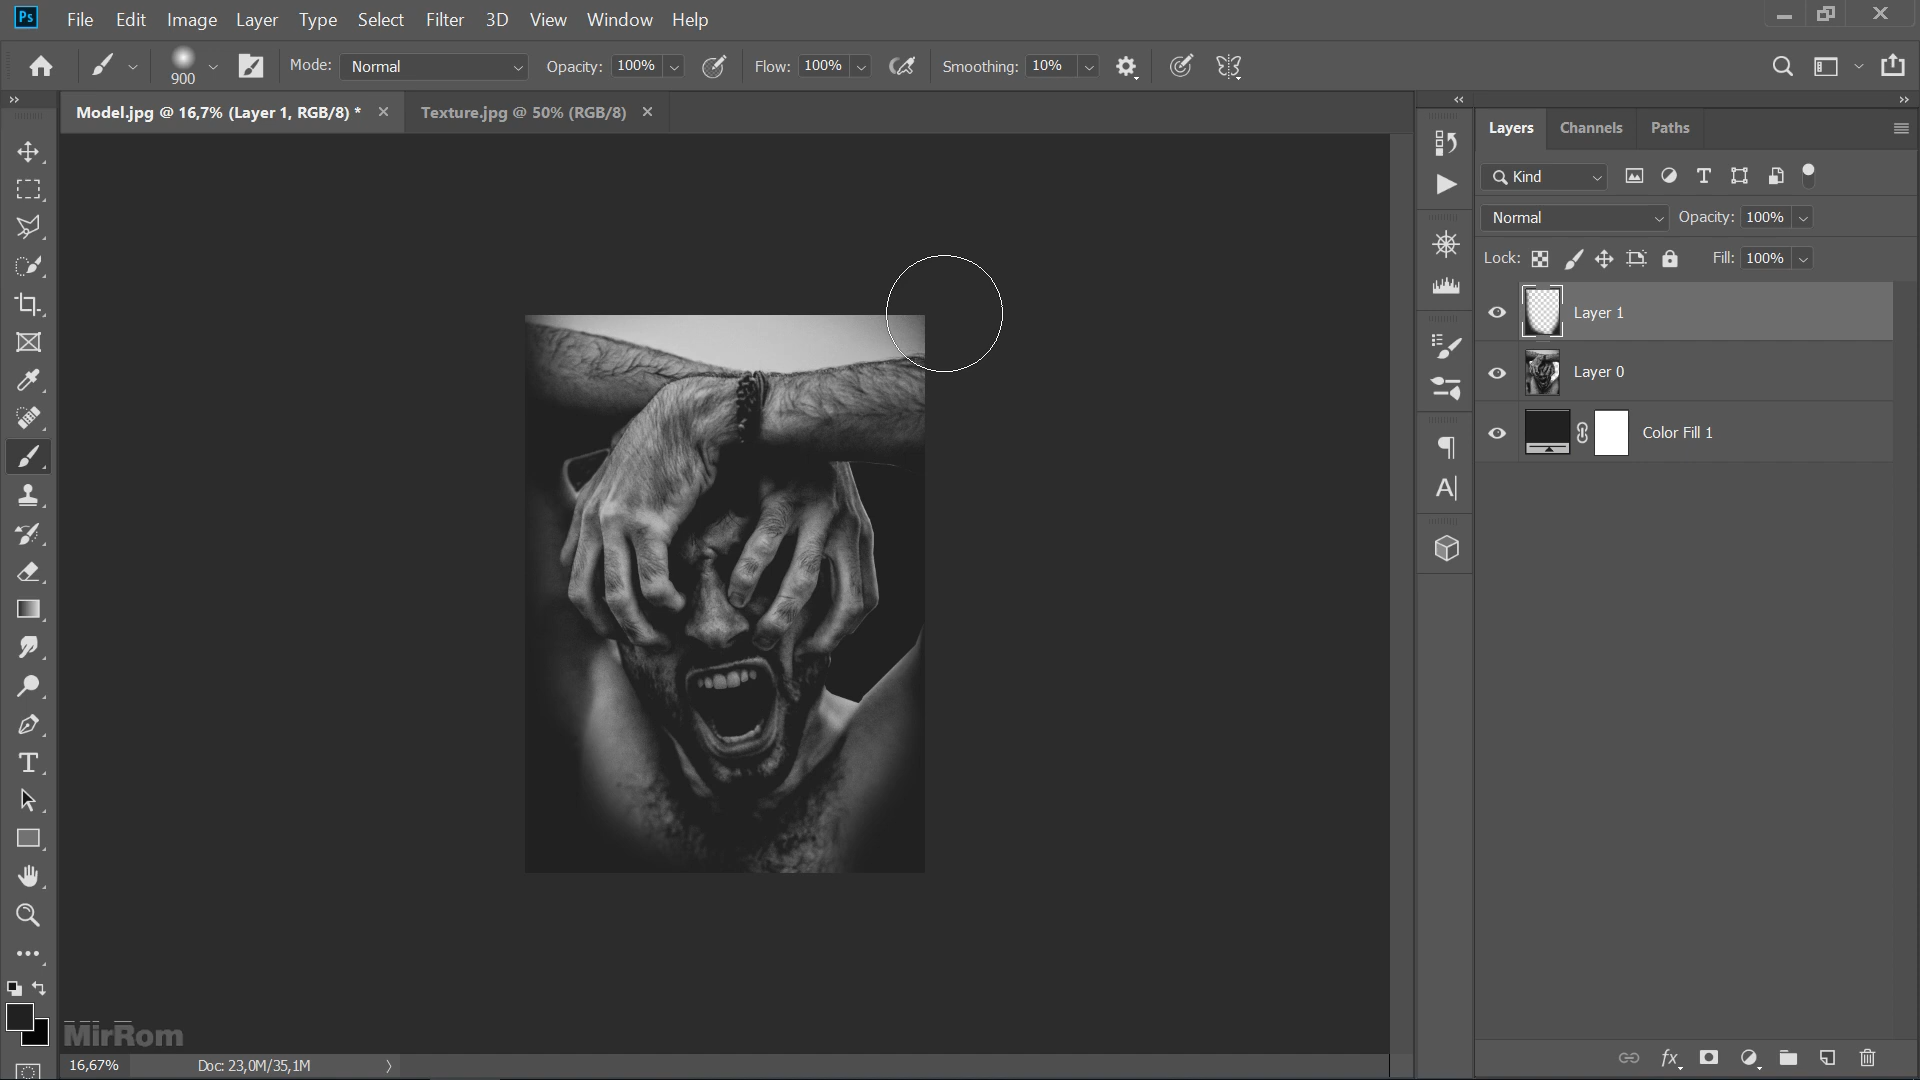 Ps File Edit Image Layer Type Select Filter 3D View Window Help
900 Mode: Normal Opacity: 100% Flow: 100% Smoothing: 10%
Model.jpg @ 16,7% (Layer 1, RGB/8) * Texture.jpg @ 50% (RGB/8)
Layers Channels Paths
Kind
Normal Opacity: 100%
Lock: Fill: 100%
Layer 1
Layer 0
Color Fill 1
MirRom
16,67% Doc: 23,0M/35,1M
fx